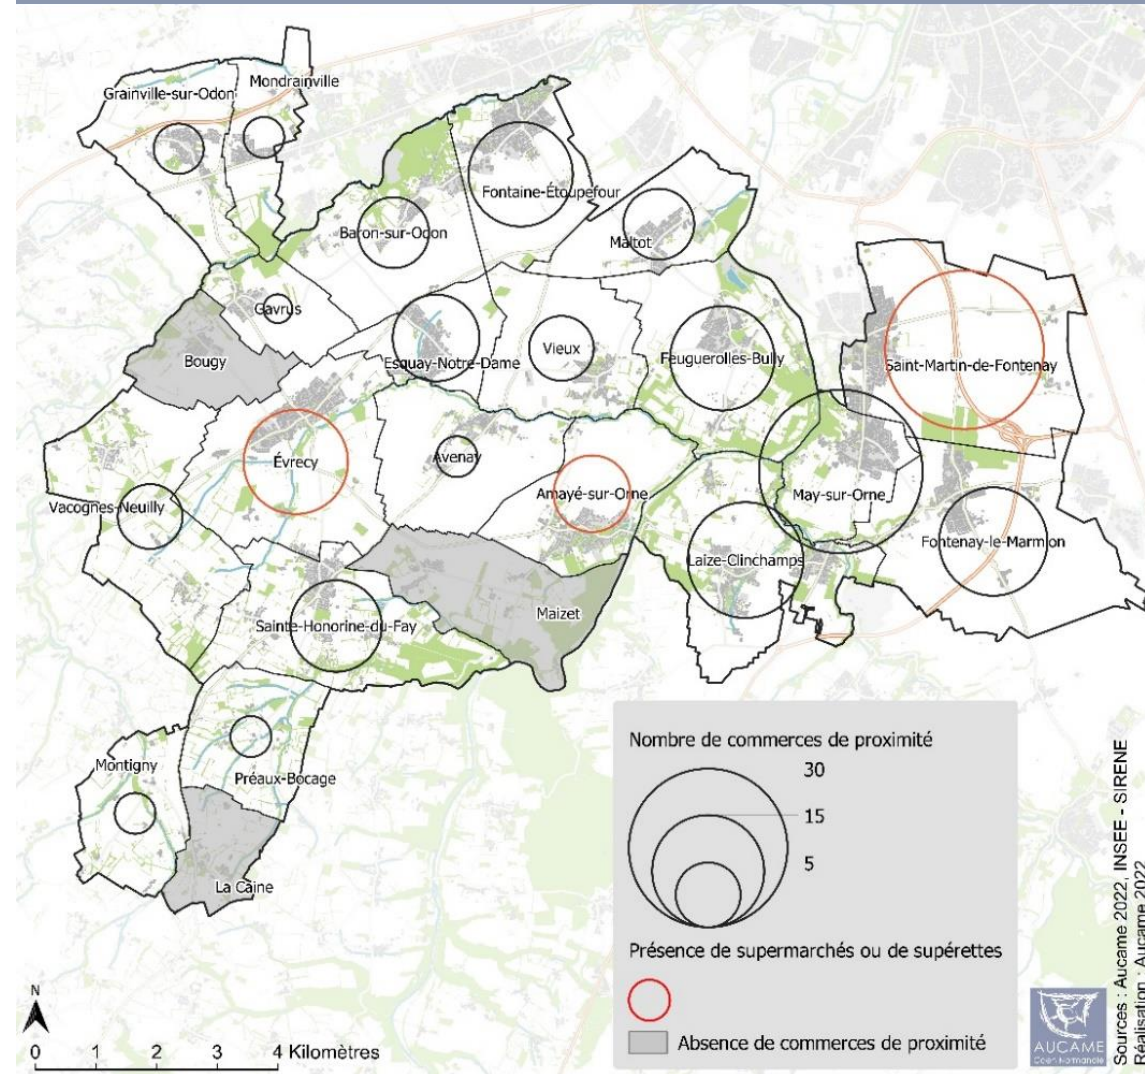 Mondrainville
Grainville-sur-Odon
Fontaine-Étoupefour
Baron-sur-Odon
Maltot
Gavrus
Bougy
Esquay-Notre-Dame
Vieux
Feuguerolles-Bully
Saint-Martin-de-Fontenay
Évrecy
Avenay
Amayé-sur-Orne
May-sur-Orne
Vacognes-Neuilly
Fontenay-le-Marmion
Laize-Clinchamps
Maizet
Sainte-Honorine-du-Fay
Montigny
Préaux-Bocage
La Caine
Nombre de commerces de proximité
30
15
5
Présence de supermarchés ou de supérettes
Absence de commerces de proximité
N
0 1 2 4 Kilomètres
AUCAME
Caen Normandie
Sources : Aucame 2022, INSEE - SIRENE
Réalisation : Aucame 2022